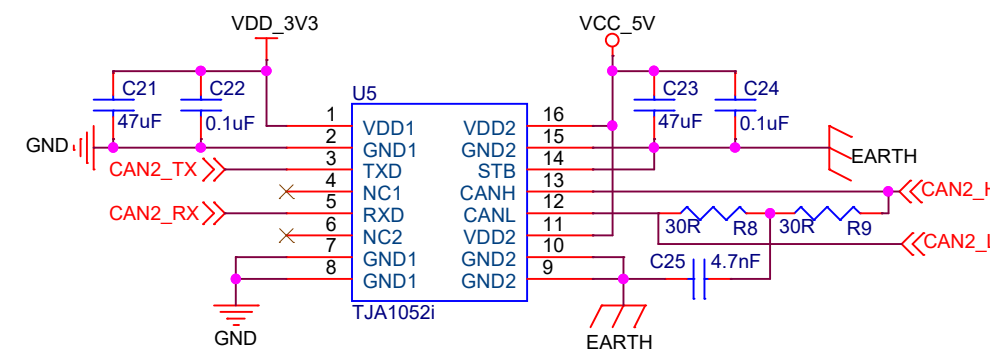 VDD_3V3
VCC_5V
C21
C22
47uF
0.1uF
GND
CAN2_TX
CAN2_RX
U5
1
2
3
4
5
6
7
8
VDD1
GND1
TXD
NC1
RXD
NC2
GND1
GND1
VDD2
GND2
STB
CANH
CANL
VDD2
GND2
GND2
16
15
14
13
12
11
10
9
TJA1052i
GND
C23
C24
47uF
0.1uF
EARTH
CAN2_H
30R
R8
30R
R9
CAN2_L
C25
4.7nF
EARTH